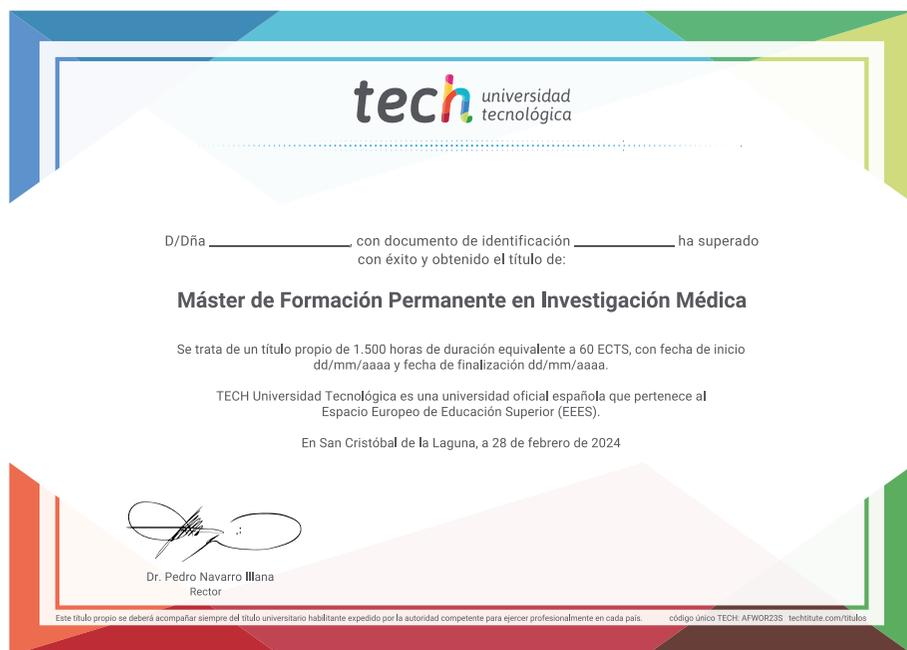 tech universidad
tecnológica
D/Dña ______________, con documento de identificación __________ ha superado
con éxito y obtenido el título de:
Máster de Formación Permanente en Investigación Médica
Se trata de un título propio de 1.500 horas de duración equivalente a 60 ECTS, con fecha de inicio
dd/mm/aaaa y fecha de finalización dd/mm/aaaa.
TECH Universidad Tecnológica es una universidad oficial española que pertenece al
Espacio Europeo de Educación Superior (EEES).
En San Cristóbal de la Laguna, a 28 de febrero de 2024
Dr. Pedro Navarro Illana
Rector
Este título propio se deberá acompañar siempre del título universitario habilitante expedido por la autoridad competente para ejercer profesionalmente en cada país. código único TECH: AFWOR23S techtitute.com/titulos